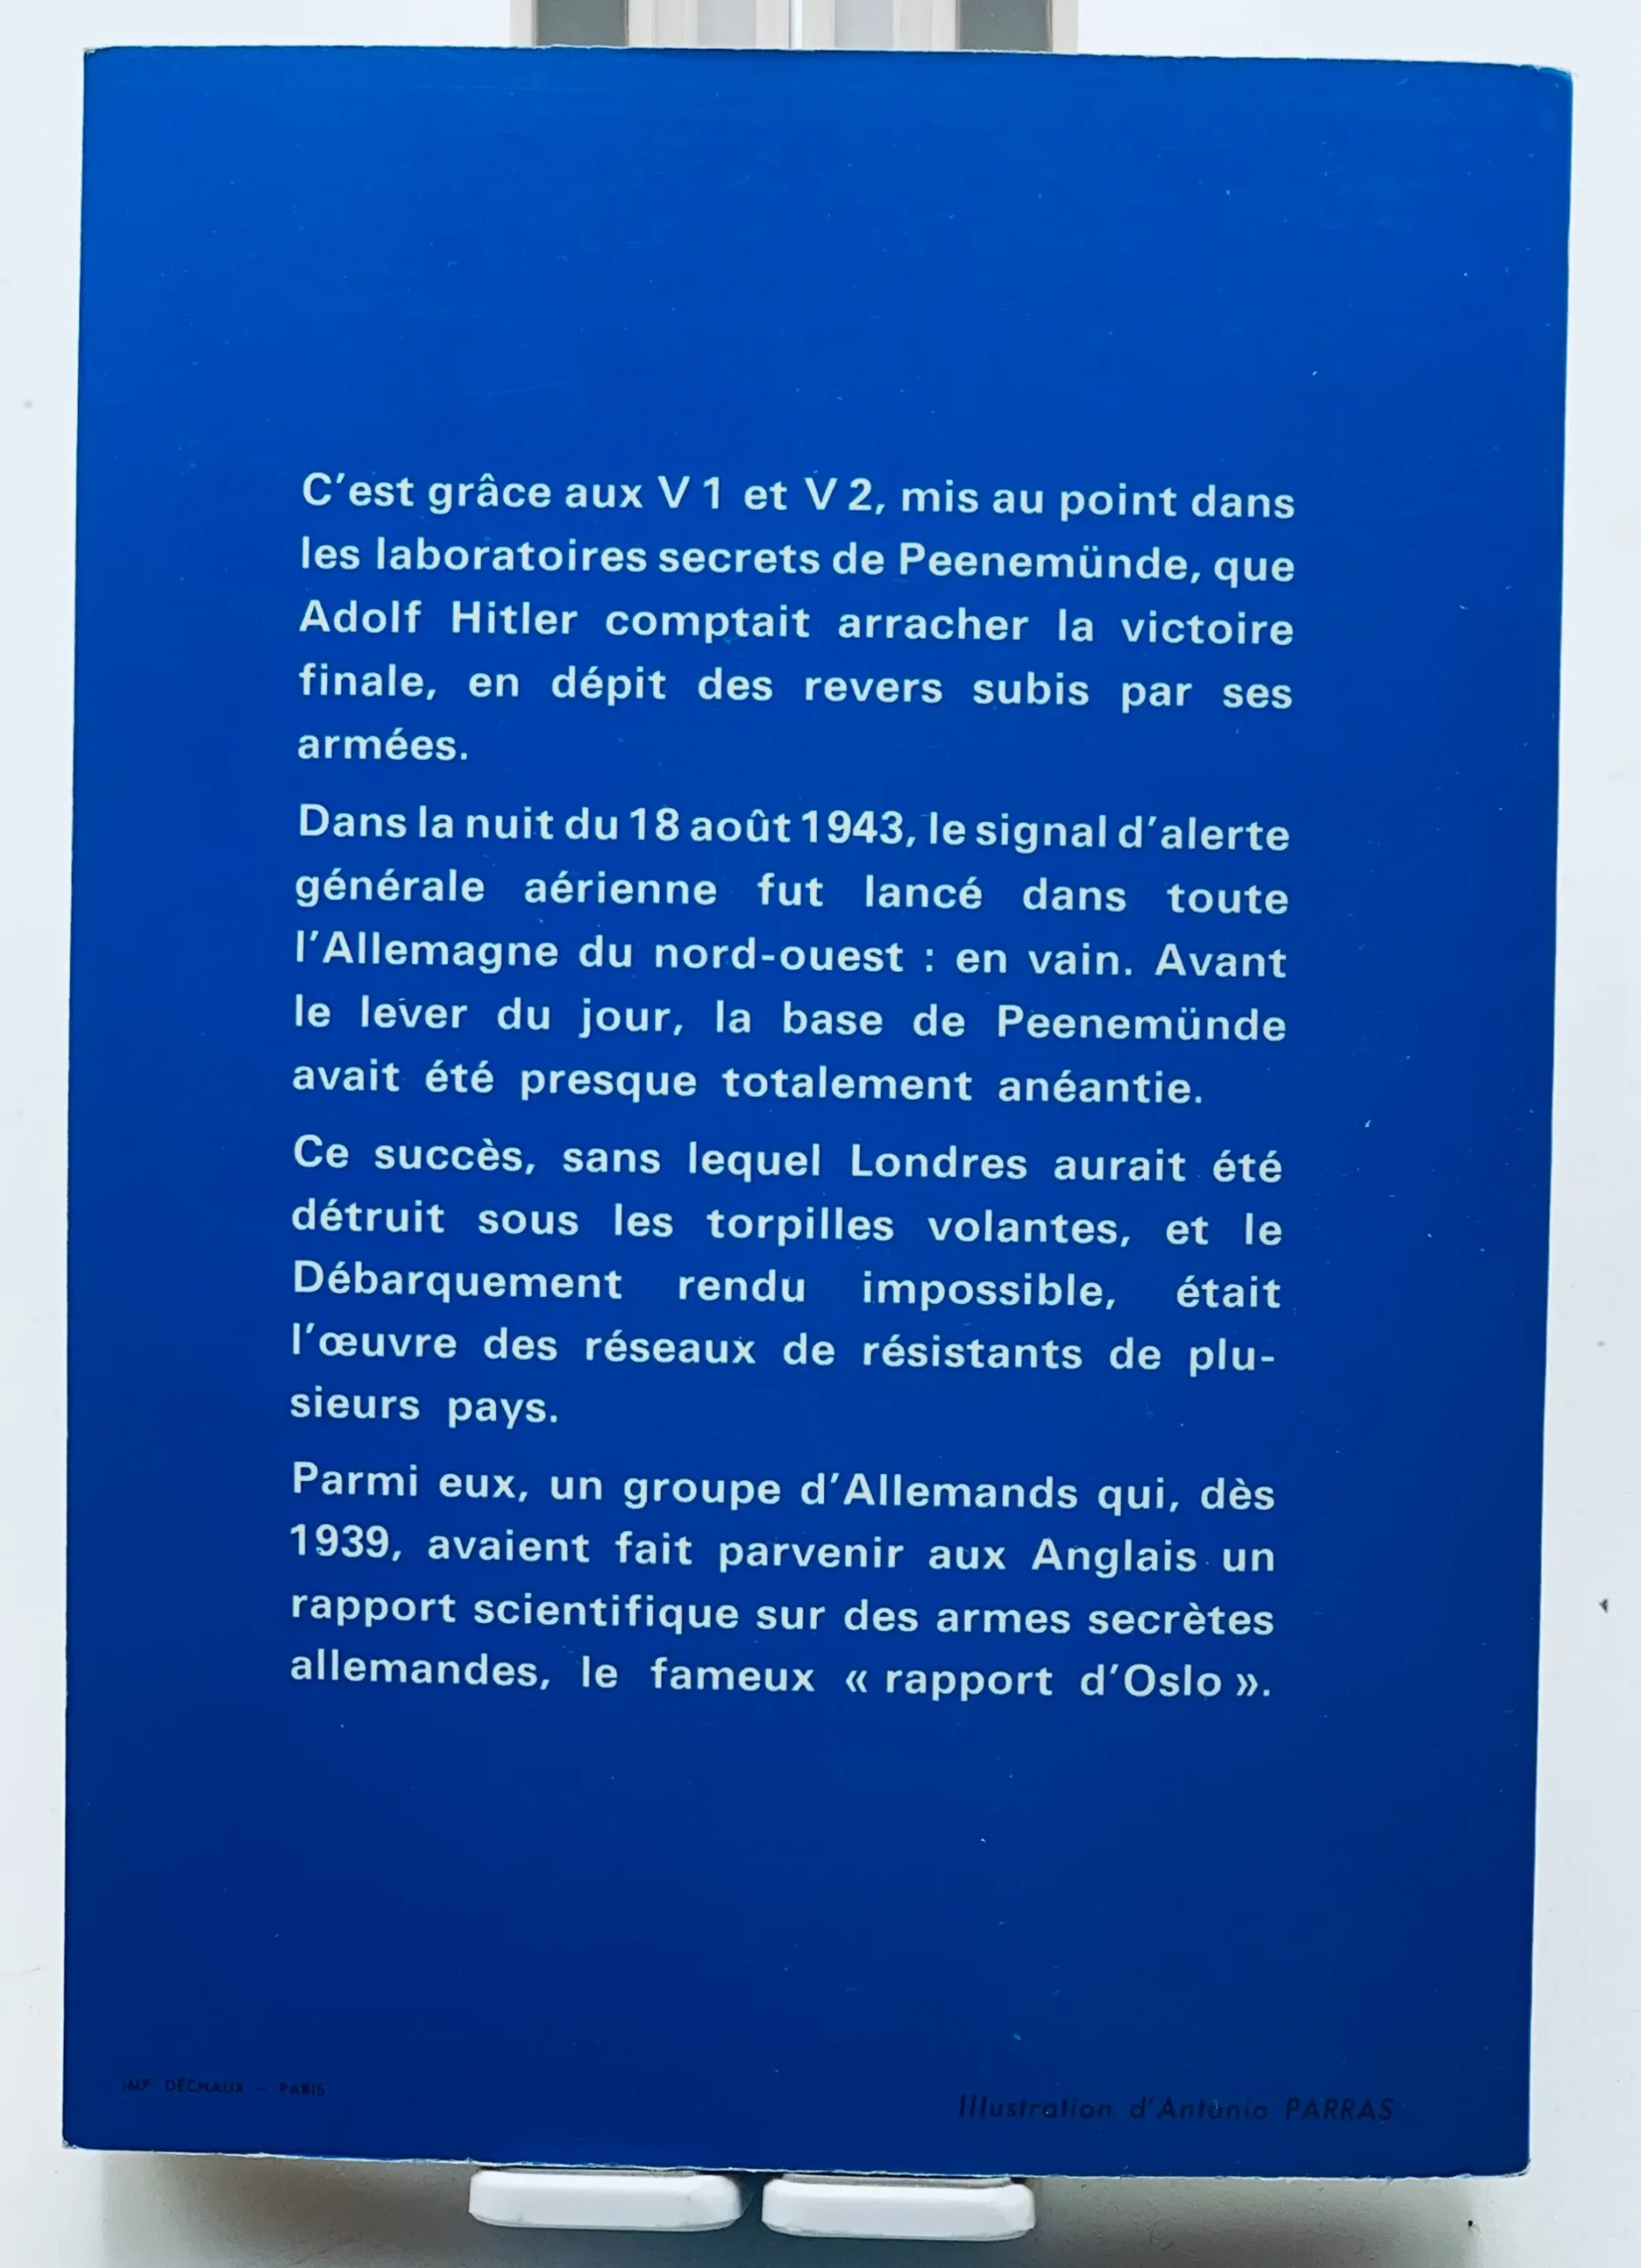 C'est grâce aux V 1 et V 2, mis au point dans
les laboratoires secrets de Peenemünde, que
Adolf Hitler comptait arracher la victoire
finale, en dépit des revers subis par ses
armées.
Dans la nuit du 18 août 1943, le signal d'alerte
générale aérienne fut lancé dans toute
l'Allemagne du nord-ouest : en vain. Avant
le lever du jour, la base de Peenemünde
avait été presque totalement anéantie.
Ce succès, sans lequel Londres aurait été
détruit sous les torpilles volantes, et le
Débarquement rendu impossible, était
l'œuvre des réseaux de résistants de plu-
sieurs pays.
Parmi eux, un groupe d'Allemands qui, dès
1939, avaient fait parvenir aux Anglais un
rapport scientifique sur des armes secrètes
allemandes, le fameux « rapport d'Oslo ».
IMP. DÉCHAUX - PARIS
Illustration d'Antonio PARRAS